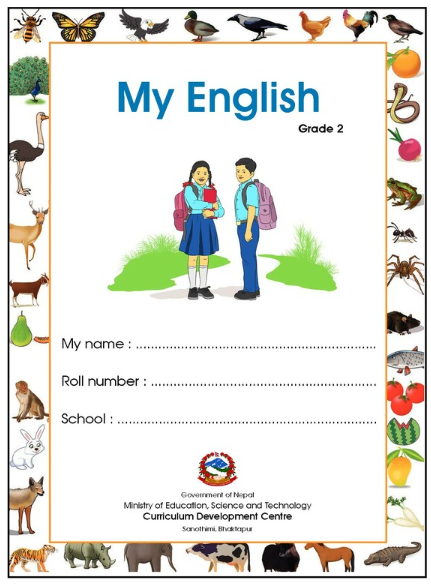 My English
Grade 2
My name : ......................................................
Roll number : ..................................................
School : ..........................................................
Government of Nepal
Ministry of Education, Science and Technology
Curriculum Development Centre
Sanothimi, Bhaktapur